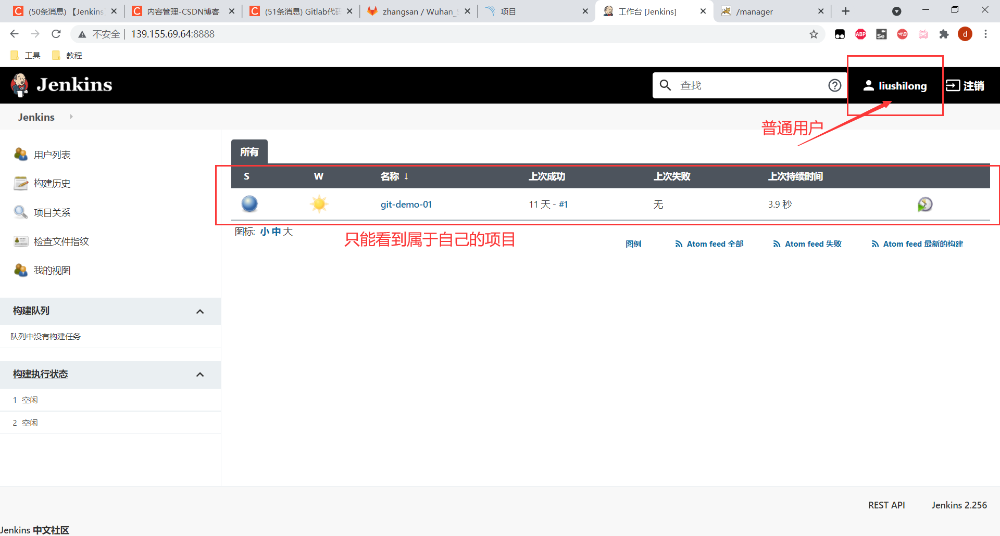 (50条消息) 【Jenkins
内容管理-CSDN博客
(51条消息) Gitlab代码
zhangsan / Wuhan_
项目
工作台 [Jenkins]
/manager
不安全 139.155.69.64:8888
ABP
Se
d
工具
教程
Jenkins
查找
liushilong
注销
Jenkins
普通用户
用户列表
构建历史
项目关系
检查文件指纹
我的视图
所有
S W 名称 ↓ 上次成功 上次失败 上次持续时间
git-demo-01 11 天 - #1 无 3.9 秒
图标: 小 中 大
只能看到属于自己的项目
图例 Atom feed 全部 Atom feed 失败 Atom feed 最新的构建
构建队列
队列中没有构建任务
构建执行状态
1 空闲
2 空闲
REST API Jenkins 2.256
Jenkins 中文社区